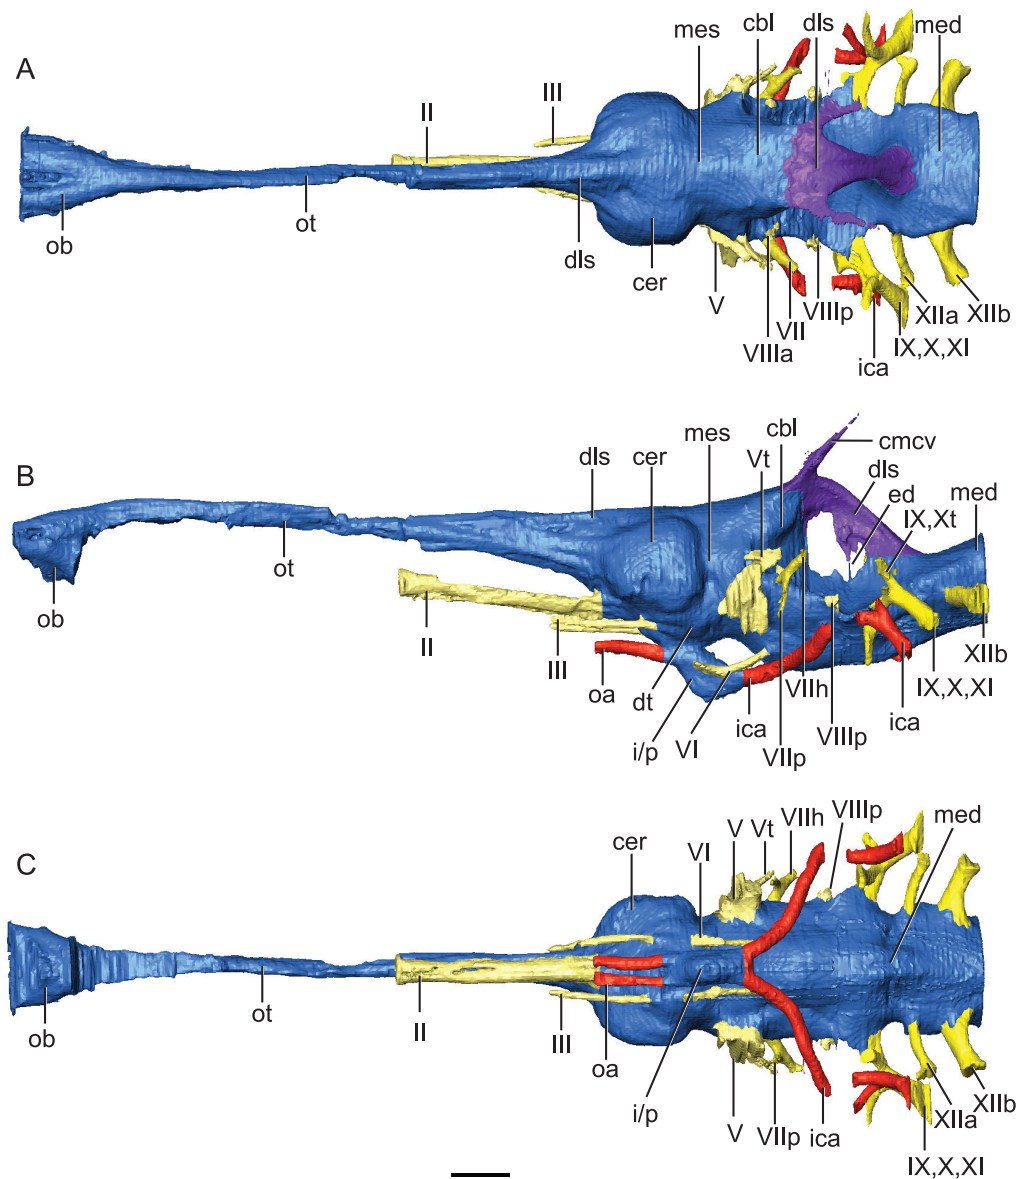 A
mes
cbl
dls
med
III
II
ob
ot
dls
cer
V
VIIIa
VII
VIIIp
ica
IX,X,XI
XIIa
XIIb
B
cmcv
dls
cer
mes
Vt
cbl
dls
ed
IX,Xt
med
ot
ob
II
III
oa
dt
i/p
VI
ica
VIIp
VIIh
VIIIp
ica
IX,X,XI
XIIb
C
cer
VI
V
Vt
VIIh
VIIIp
med
ob
ot
II
III
oa
i/p
V
VIIp
ica
XIIa
XIIb
IX,X,XI